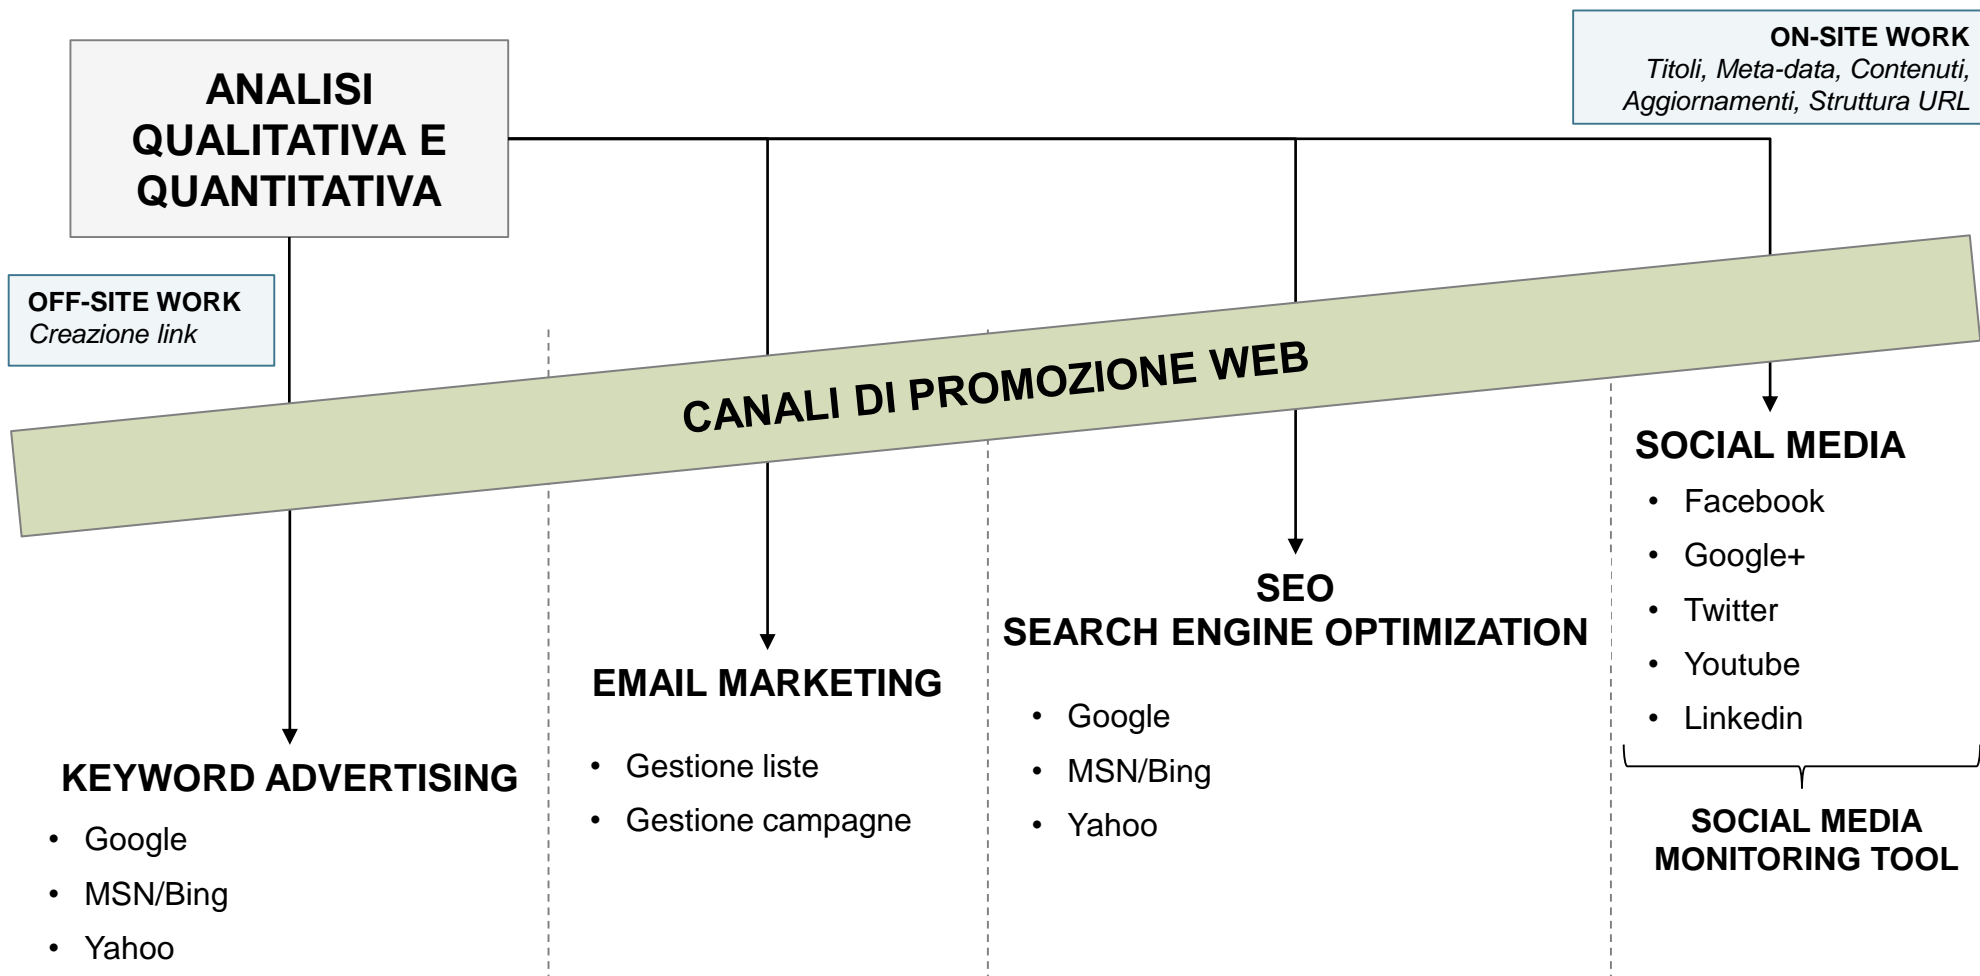 ANALISI
QUALITATIVA E
QUANTITATIVA
ON-SITE WORK
Titoli, Meta-data, Contenuti,
Aggiornamenti, Struttura URL
OFF-SITE WORK
Creazione link
CANALI DI PROMOZIONE WEB
KEYWORD ADVERTISING
• Google
• MSN/Bing
• Yahoo
EMAIL MARKETING
• Gestione liste
• Gestione campagne
SEO
SEARCH ENGINE OPTIMIZATION
• Google
• MSN/Bing
• Yahoo
SOCIAL MEDIA
• Facebook
• Google+
• Twitter
• Youtube
• Linkedin
SOCIAL MEDIA
MONITORING TOOL